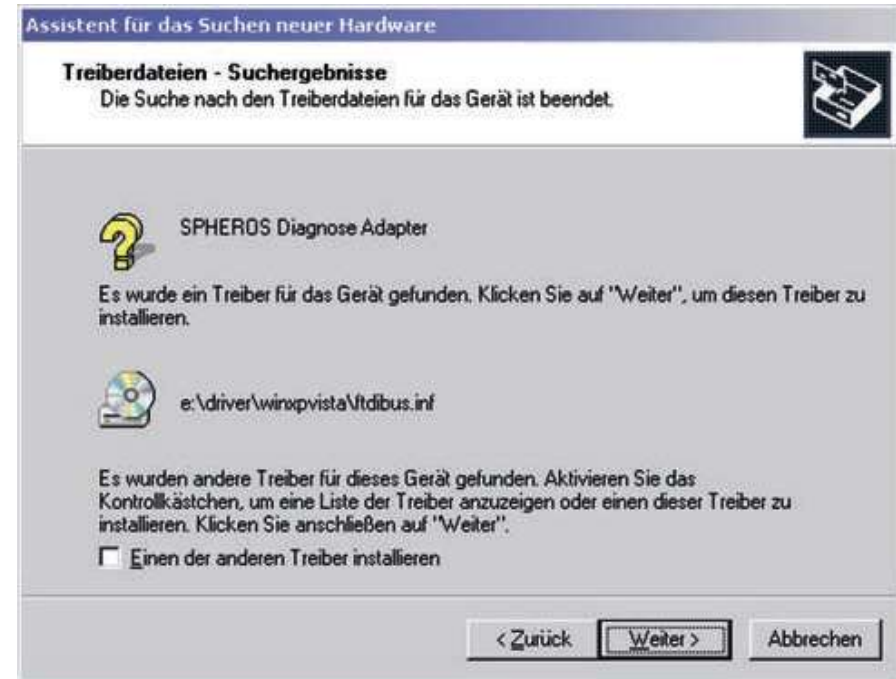 Assistent für das Suchen neuer Hardware
Treiberdateien - Suchergebnisse
Die Suche nach den Treiberdateien für das Gerät ist beendet.
SPHEROS Diagnose Adapter
Es wurde ein Treiber für das Gerät gefunden. Klicken Sie auf "Weiter", um diesen Treiber zu
installieren.
e:\driver\winxpvista\ftdibus.inf
Es wurden andere Treiber für dieses Gerät gefunden. Aktivieren Sie das
Kontrollkästchen, um eine Liste der Treiber anzuzeigen oder einen dieser Treiber zu
installieren. Klicken Sie anschließen auf "Weiter".
Einen der anderen Treiber installieren
< Zurück Weiter > Abbrechen